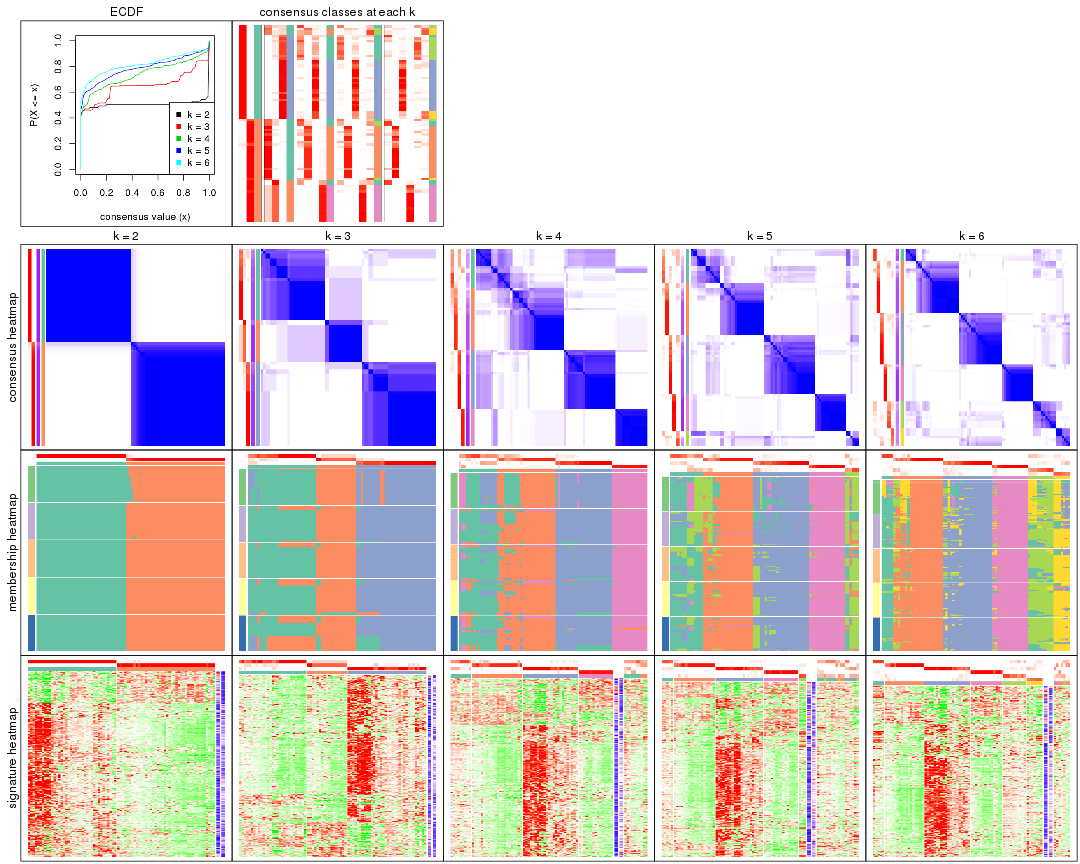 ECDF
consensus classes at each k
P(X <= x)
0.0 0.2 0.4 0.6 0.8 1.0
k = 2
k = 3
k = 4
k = 5
k = 6
0.0 0.2 0.4 0.6 0.8 1.0
consensus value (x)
k = 2 k = 3 k = 4 k = 5 k = 6
consensus heatmap
membership heatmap
signature heatmap